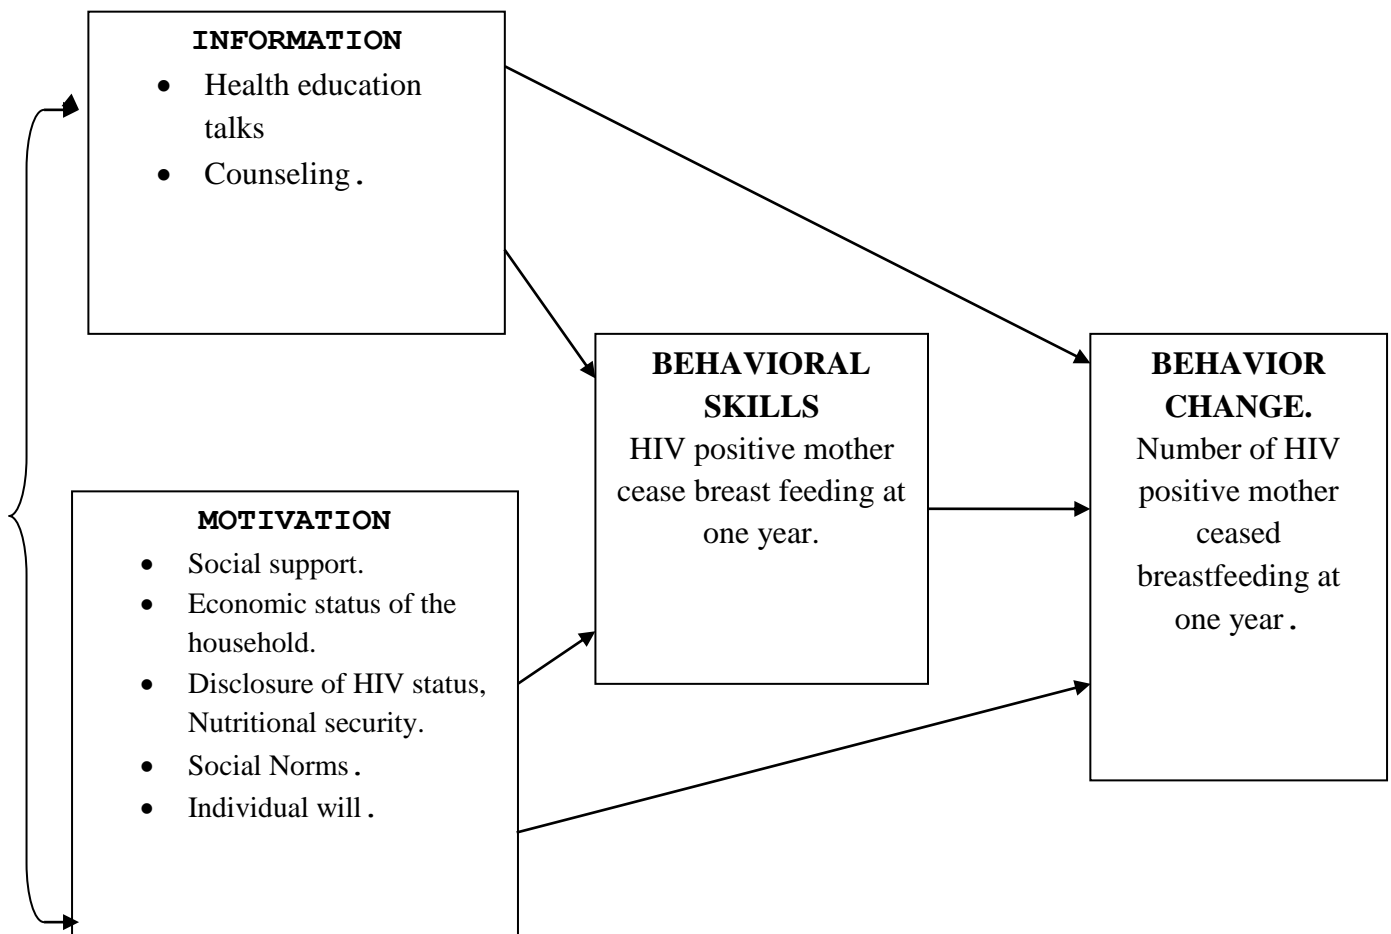 INFORMATION
• Health education
talks
• Counseling.
BEHAVIORAL
SKILLS
HIV positive mother
cease breast feeding at
one year.
BEHAVIOR
CHANGE.
Number of HIV
positive mother
ceased
breastfeeding at
one year.
MOTIVATION
• Social support.
• Economic status of the
household.
• Disclosure of HIV status,
Nutritional security.
• Social Norms.
• Individual will.